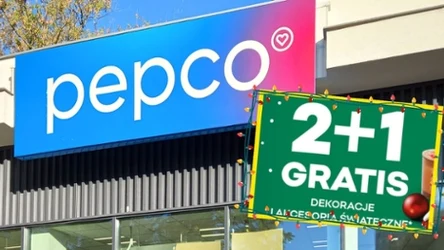 pepco
2+1
GRATIS
DEKORACJE
I AKCESORIA ŚWIĄTECZNE*